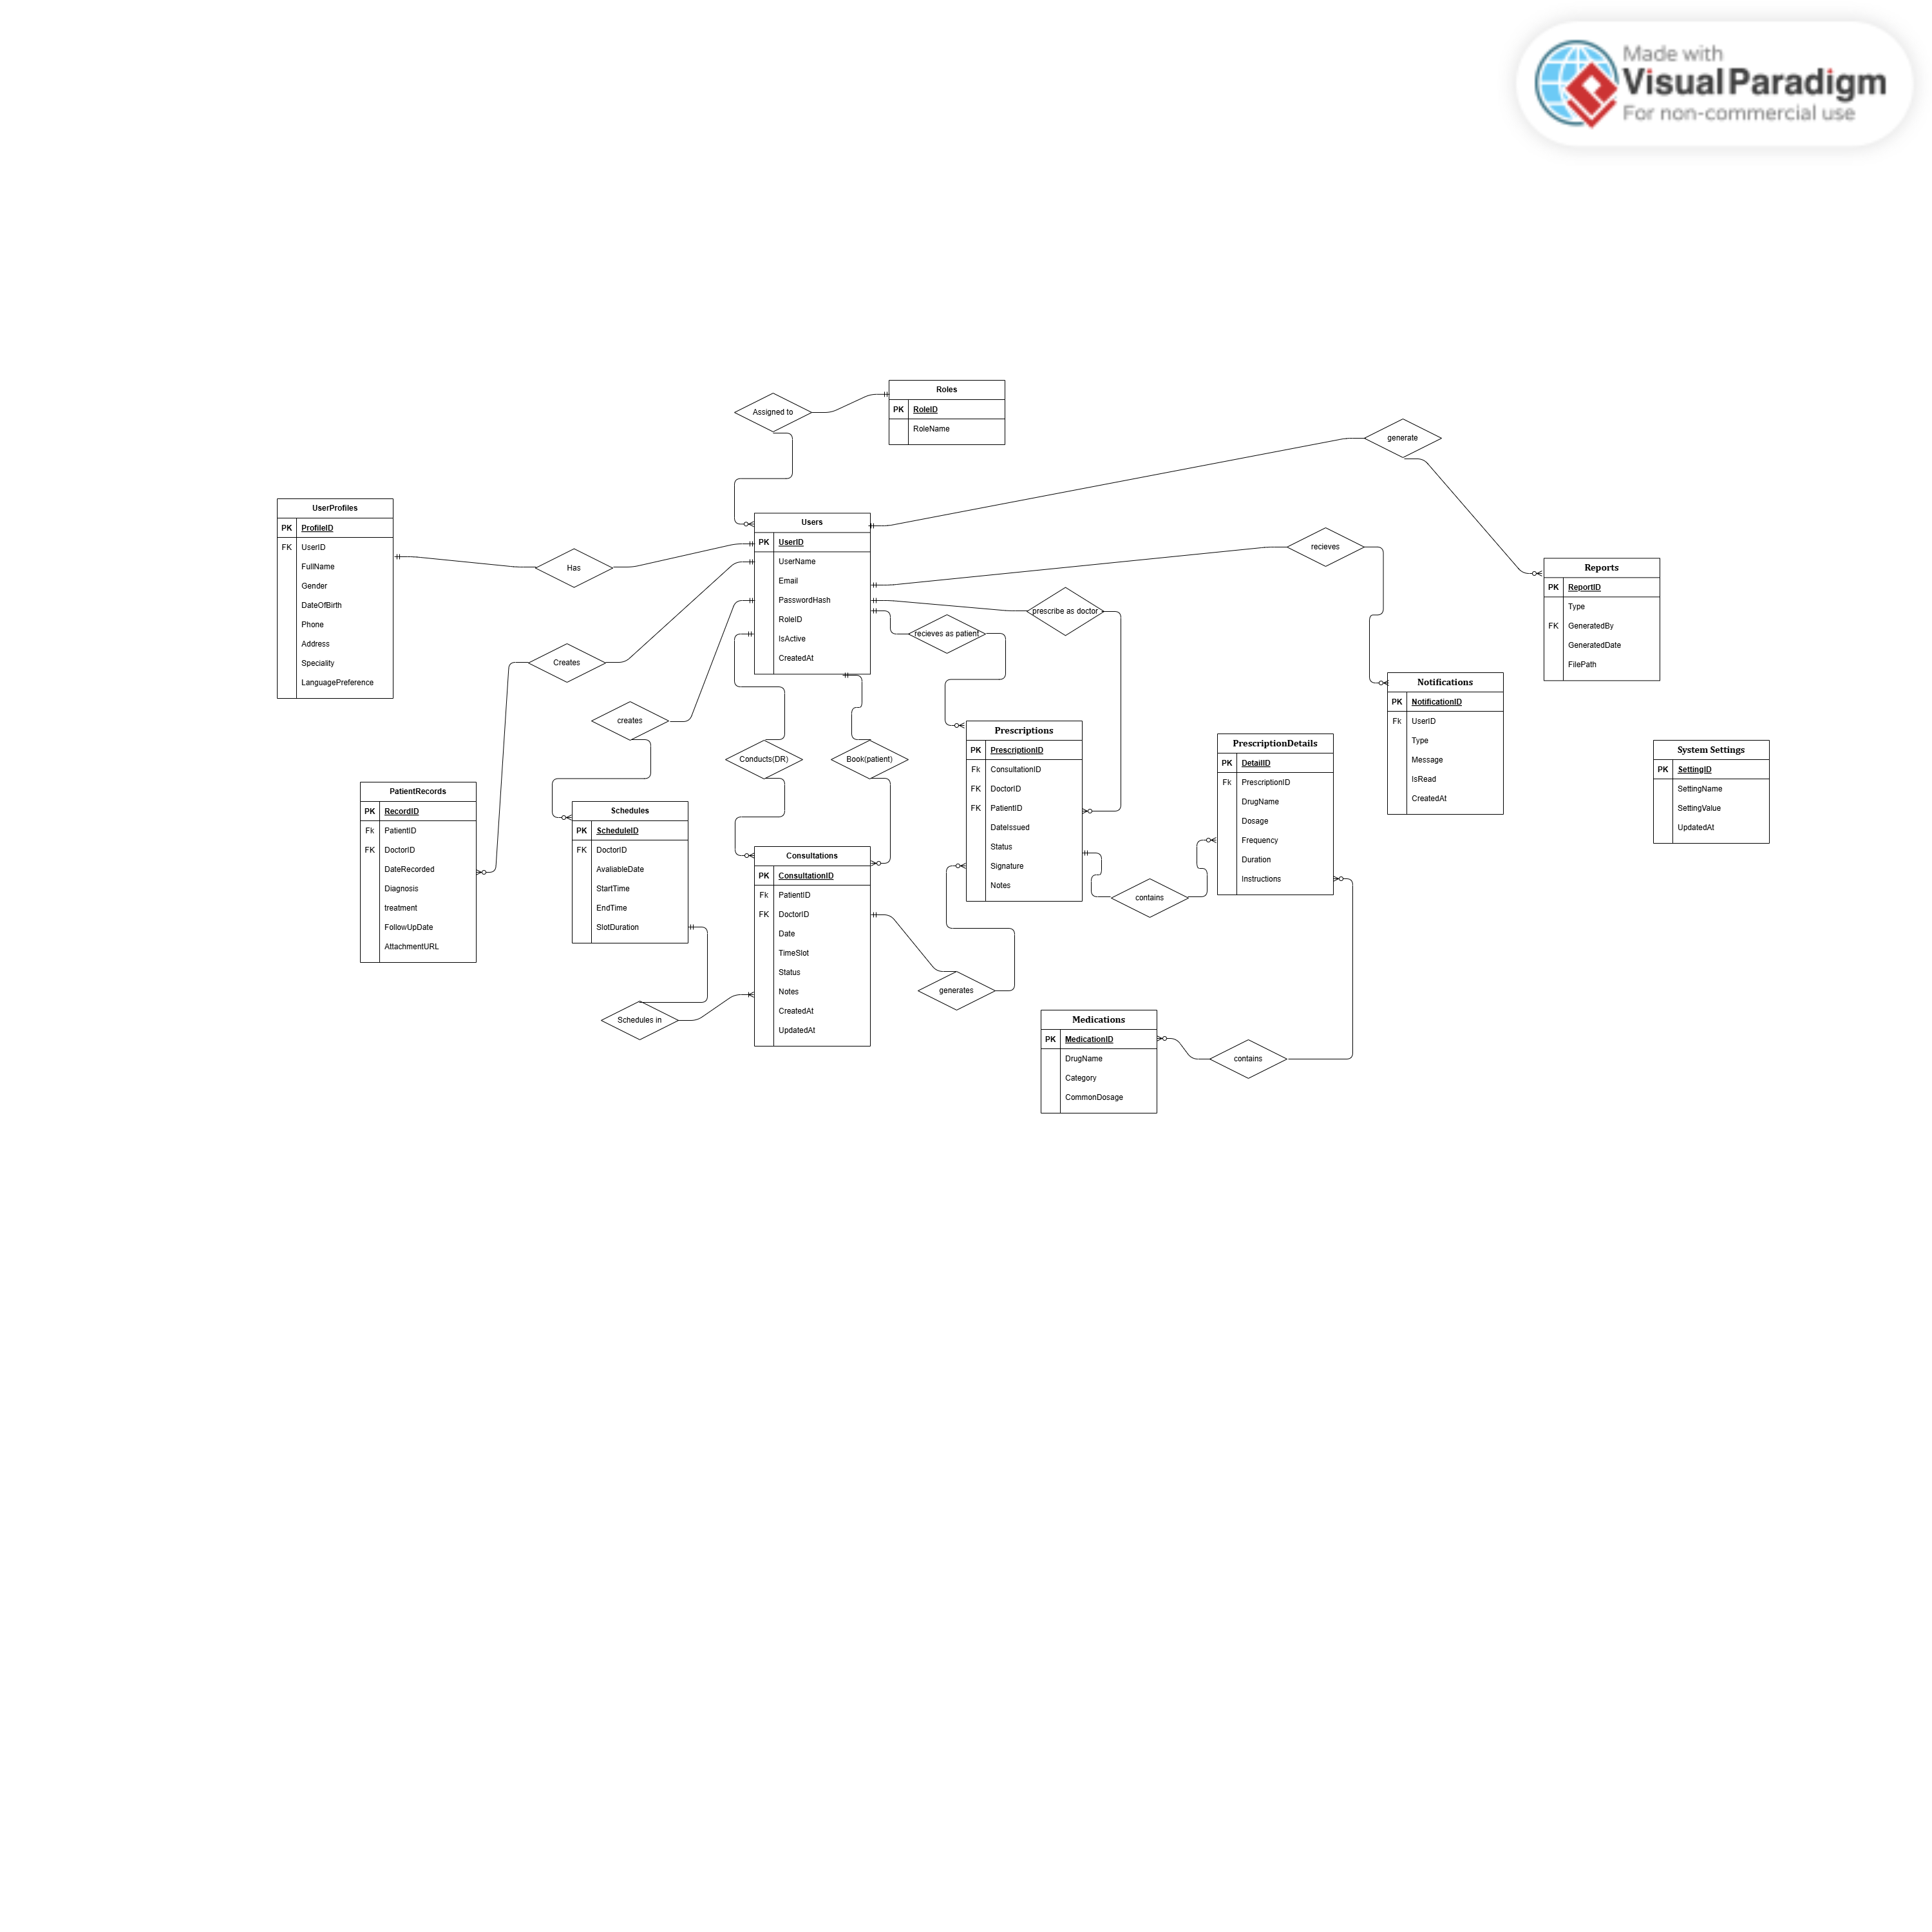 Made with
Visual Paradigm
For non-commercial use
Roles
PK RoleID
RoleName
Assigned to
generate
UserProfiles
PK ProfileID
FK UserID
FullName
Gender
DateOfBirth
Phone
Address
Speciality
LanguagePreference
Has
Users
PK UserID
UserName
Email
PasswordHash
RoleID
IsActive
CreatedAt
recieves
prescribe as doctor
recieves as patient
Reports
PK ReportID
Type
FK GeneratedBy
GeneratedDate
FilePath
Creates
creates
Conducts(DR)
Book(patient)
Notifications
PK NotificationID
Fk UserID
Type
Message
IsRead
CreatedAt
Prescriptions
PK PrescriptionID
Fk ConsultationID
FK DoctorID
FK PatientID
DateIssued
Status
Signature
Notes
PrescriptionDetails
PK DetailID
Fk PrescriptionID
DrugName
Dosage
Frequency
Duration
Instructions
System Settings
PK SettingID
SettingName
SettingValue
UpdatedAt
PatientRecords
PK RecordID
Fk PatientID
FK DoctorID
DateRecorded
Diagnosis
treatment
FollowUpDate
AttachmentURL
Schedules
PK ScheduleID
FK DoctorID
AvaliableDate
StartTime
EndTime
SlotDuration
Consultations
PK ConsultationID
Fk PatientID
FK DoctorID
Date
TimeSlot
Status
Notes
CreatedAt
UpdatedAt
contains
generates
Schedules in
Medications
PK MedicationID
DrugName
Category
CommonDosage
contains